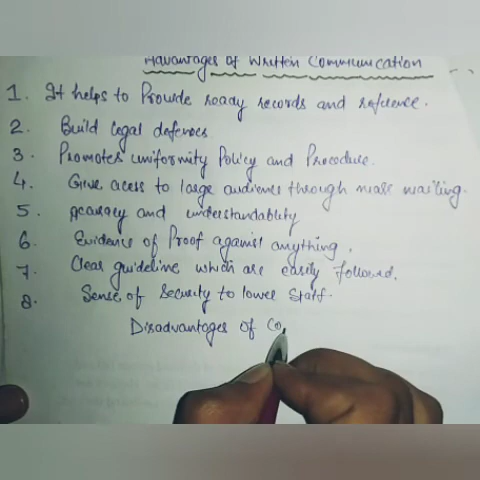 Advantages of Written Communication
1. It helps to Provide ready records and reference.
2. Build legal defences
3. Promotes uniformity Policy and Procedure.
4. Give acess to large audience through mass mailing.
5. Accuracy and understandability
6. Evidence of Proof against anything.
7. Clear guideline which are easily followed.
8. Sense of Security to lower staff.
Disadvantages of Co